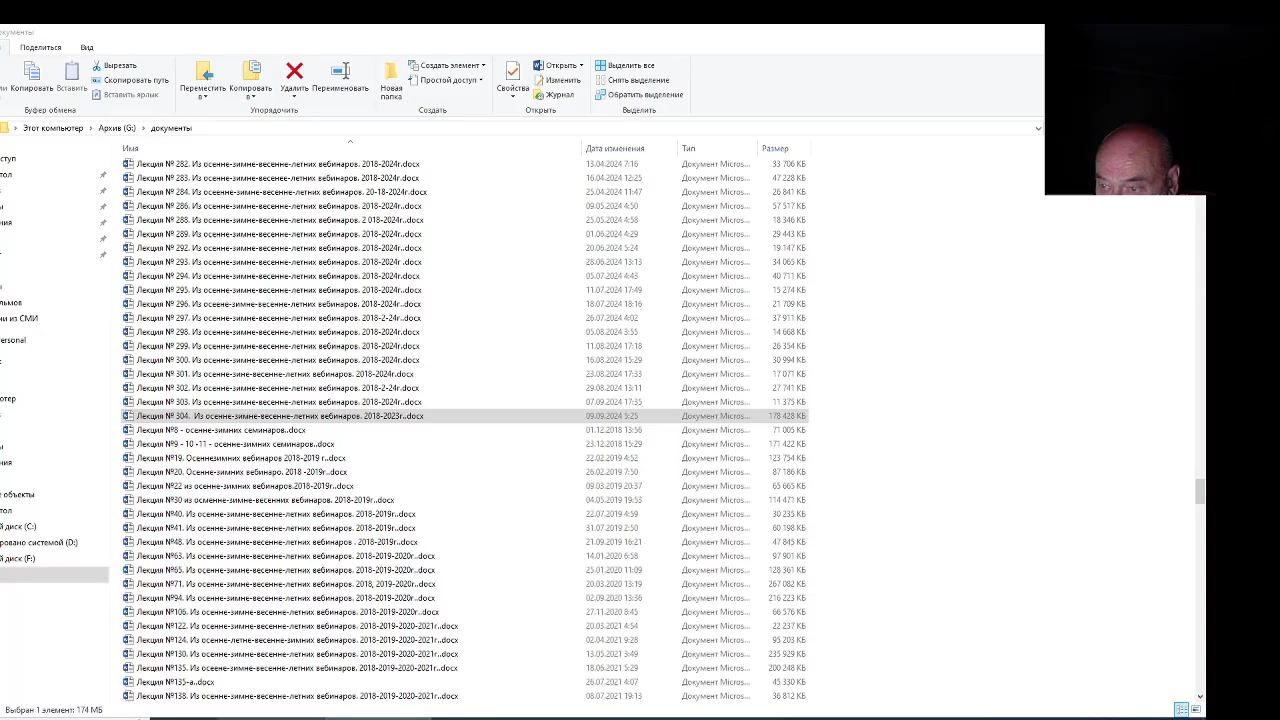 документы
Поделиться Вид
Вырезать
Скопировать путь
Вставить ярлык
Копировать Вставить
Буфер обмена
Переместить в
Копировать в
Удалить Переименовать
Упорядочить
Новая папка
Создать элемент
Простой доступ
Создать
Свойства
Открыть
Изменить
Журнал
Открыть
Выделить все
Снять выделение
Обратить выделение
Выделить
Этот компьютер Архив (G:) документы
Имя Дата изменения Тип Размер
Лекция № 282. Из осенне-зимне-весенне-летних вебинаров. 2018-2024г.docx 13.04.2024 7:16 Документ Micros... 33 706 КБ
Лекция № 283. Из осенне-зимне-весенне-летних вебинаров. 2018-2024г.docx 16.04.2024 12:25 Документ Micros... 47 228 КБ
Лекция № 284. Из осеенне-зимне-весенне-летних вебинаров. 20-18-2024г.docx 25.04.2024 11:47 Документ Micros... 26 841 КБ
Лекция № 286. Из осенне-зимне-весенне-летних вебинаров. 2018-2024г..docx 09.05.2024 4:50 Документ Micros... 57 517 КБ
Лекция № 288. Из осенне-зимне-весенне-летних вебинаров. 2 018-2024г..docx 25.05.2024 4:58 Документ Micros... 18 346 КБ
Лекция № 289. Из осенне-зимне-весенне-летних вебинаров. 2018-2024г..docx 01.06.2024 4:29 Документ Micros... 29 443 КБ
Лекция № 292. Из осенне-зимне-весенне-летних вебинаров. 2018-2024г..docx 20.06.2024 5:24 Документ Micros... 19 147 КБ
Лекция № 293. Из осенне-зимне-весенне-летних вебинаров. 2018-2024г .docx 28.06.2024 13:13 Документ Micros... 34 065 КБ
Лекция № 294. Из осенне-зимне-весенне-летних вебинаров. 2018-2024г..docx 05.07.2024 4:43 Документ Micros... 40 711 КБ
Лекция № 295. Из осенне-зимне-весенне-летних вебинаров. 2018-2024г..docx 11.07.2024 17:49 Документ Micros... 15 274 КБ
Лекция № 296. Из осенне-зимне-весенне-летних вебинаров. 2018-2024г..docx 18.07.2024 18:16 Документ Micros... 21 709 КБ
Лекция № 297. Из осенне-зимне-весенне-летних вебинаров. 2018-2-24г..docx 26.07.2024 4:02 Документ Micros... 37 911 КБ
Лекция № 298. Из осенне-зимне-весенне-летних вебинаров. 2018-2024г.docx 05.08.2024 3:55 Документ Micros... 14 668 КБ
Лекция № 299. Из осенне-зимне-весенне-летних вебинаров. 2018-2024г.docx 11.08.2024 17:18 Документ Micros... 26 354 КБ
Лекция № 300. Из осенне-зимне-весенне-летних вебинаров. 2018-2024г.docx 16.08.2024 15:29 Документ Micros... 30 994 КБ
Лекция № 301. Из осенне-зине-весенне-летних вебинаров. 2018-2024г.docx 23.08.2024 17:33 Документ Micros... 17 071 КБ
Лекция № 302. Из осенне-зимне-весенне-летних вебинаров. 2018-2-24г.docx 29.08.2024 13:11 Документ Micros... 27 741 КБ
Лекция № 303. Из осенне-зимне-весенне-летних вебинаров. 2018-2024г..docx 07.09.2024 17:35 Документ Micros... 11 375 КБ
Лекция № 304. Из осенне-зимне-весенне-летних вебинаров. 2018-2023г..docx 09.09.2024 5:25 Документ Micros... 178 428 КБ
Лекция №8 - осенне-зимних семинаров..docx 01.12.2018 13:56 Документ Micros... 71 005 КБ
Лекция №9 - 10 -11 - осенне-зимних семинаров..docx 23.12.2018 15:29 Документ Micros... 171 422 КБ
Лекция №19. Осеннезимних вебинаров 2018-2019 г..docx 22.02.2019 4:52 Документ Micros... 123 754 КБ
Лекция №20. Осенне-зимних вебинаро. 2018 -2019г..docx 26.02.2019 7:50 Документ Micros... 87 186 КБ
Лекция №22 из осенне-зимних вебинаров.2018-2019г..docx 09.03.2019 20:37 Документ Micros... 65 665 КБ
Лекция №30 из осменне-зимне-весенних вебинаров. 2018-2019г..docx 04.05.2019 19:53 Документ Micros... 114 471 КБ
Лекция №40. Из осенне-зимне-весенне-летних вебинаров. 2018-2019г..docx 22.07.2019 4:59 Документ Micros... 30 235 КБ
Лекция №41. Из осенне-зимне-весенне-летних вебинаров. 2018-2019г..docx 31.07.2019 2:50 Документ Micros... 60 198 КБ
Лекция №48. Из осенне-зимне-весенне-летних вебинаров . 2018-2019г..docx 21.09.2019 16:21 Документ Micros... 47 845 КБ
Лекция №63. Из осенне-зимне-весенне-летних вебинаров. 2018-2019-2020г..docx 14.01.2020 6:58 Документ Micros... 97 901 КБ
Лекция №65. Из осенне-зимне-весенне-летних вебинаров. 2018-2019-2020г..docx 25.01.2020 11:09 Документ Micros... 128 361 КБ
Лекция №71. Из осенне-зимне-весенне-летних вебинаров. 2018, 2019-2020г..docx 20.03.2020 13:19 Документ Micros... 267 082 КБ
Лекция №94. Из осенне-зимне-весенне-летних вебинаров. 2018-2019-2020г..docx 02.09.2020 13:36 Документ Micros... 216 223 КБ
Лекция №106. Из осенне-зимне-весенне-летних вебинаров. 2018-2019-2020г..docx 27.11.2020 8:45 Документ Micros... 66 576 КБ
Лекция №122. Из осенне-зимне-весенне-летних вебинаров. 2018-2019-2020-2021г..docx 20.03.2021 4:54 Документ Micros... 22 237 КБ
Лекция №124. Из осенне-летне-весенне-зимних вебинаров. 2018-2019-2020-2021г..docx 02.04.2021 9:28 Документ Micros... 95 203 КБ
Лекция №130. Из осенне-зимне-весенне-летних вебинаров. 2018-2019-2020-2021г..docx 13.05.2021 3:49 Документ Micros... 235 929 КБ
Лекция №135. Из осеене-зимне-весенне-летних вебинаров. 2018-2019-2020-2021г..docx 18.06.2021 5:29 Документ Micros... 200 248 КБ
Лекция №135-а..docx 26.07.2021 4:07 Документ Micros... 45 330 КБ
Лекция №138. Из осенне-зимне-весенне-летних вебинаров. 2018-2019-2020-2021г..docx 08.07.2021 19:13 Документ Micros... 36 812 КБ
ступ
тол
ы
ния
льмов
ии из СМИ
ersonal
ютер
ы
ния
е объекты
тол
й диск (C:)
ровано системой (D:)
й диск (F:)
Выбран 1 элемент: 174 МБ